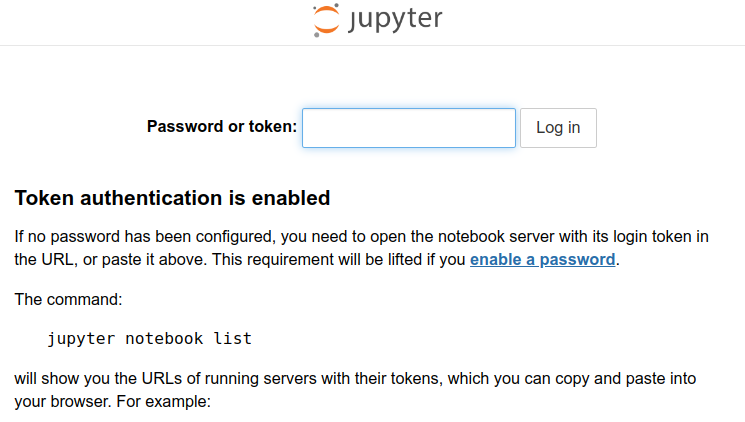 jupyter
Password or token:
Log in
Token authentication is enabled
If no password has been configured, you need to open the notebook server with its login token in
the URL, or paste it above. This requirement will be lifted if you enable a password.
The command:
jupyter notebook list
will show you the URLs of running servers with their tokens, which you can copy and paste into
your browser. For example: